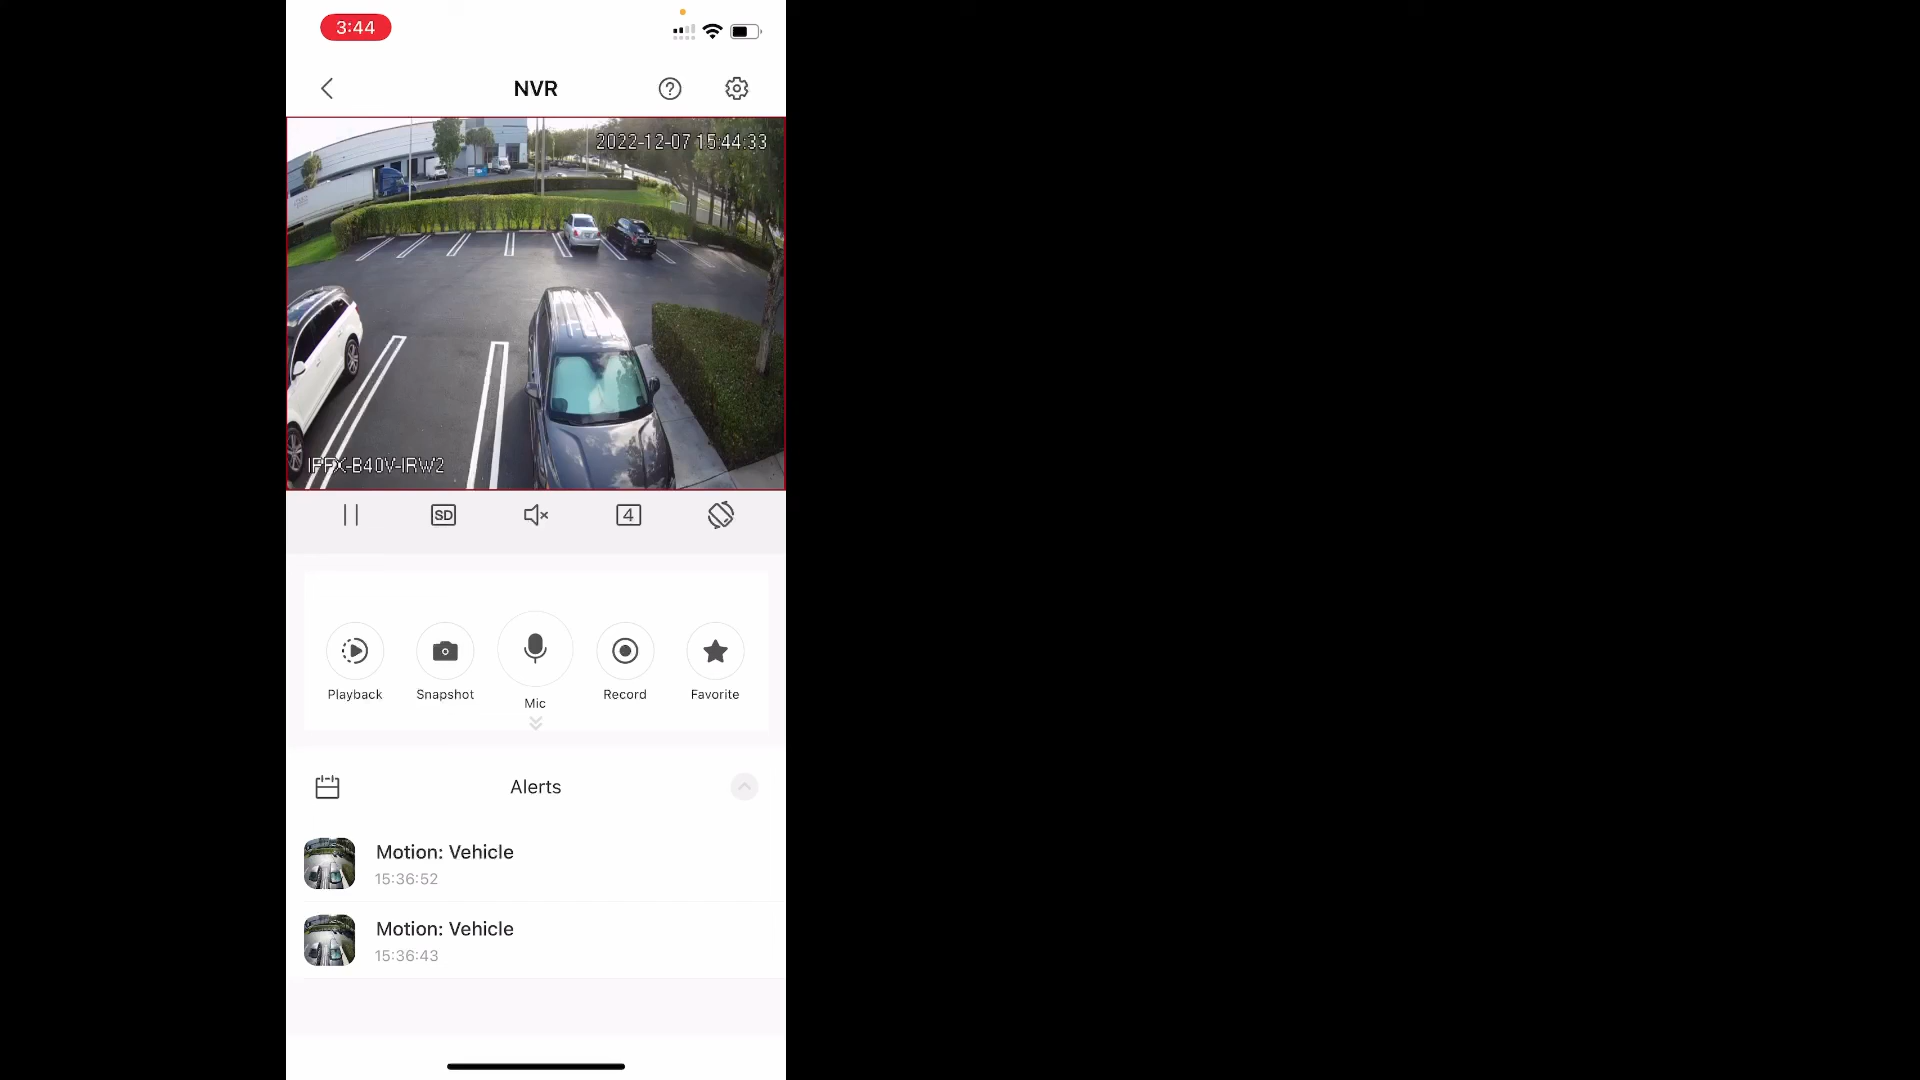 3:44
NVR
2022-12-07 15:44:33
IPFX-B40V-IRW2
SD
4
Playback
Snapshot
Mic
Record
Favorite
Alerts
Motion: Vehicle
15:36:52
Motion: Vehicle
15:36:43